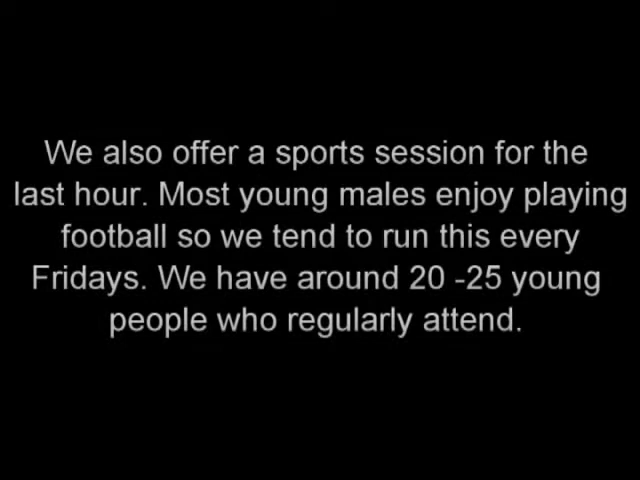 We also offer a sports session for the
last hour. Most young males enjoy playing
football so we tend to run this every
Fridays. We have around 20 -25 young
people who regularly attend.